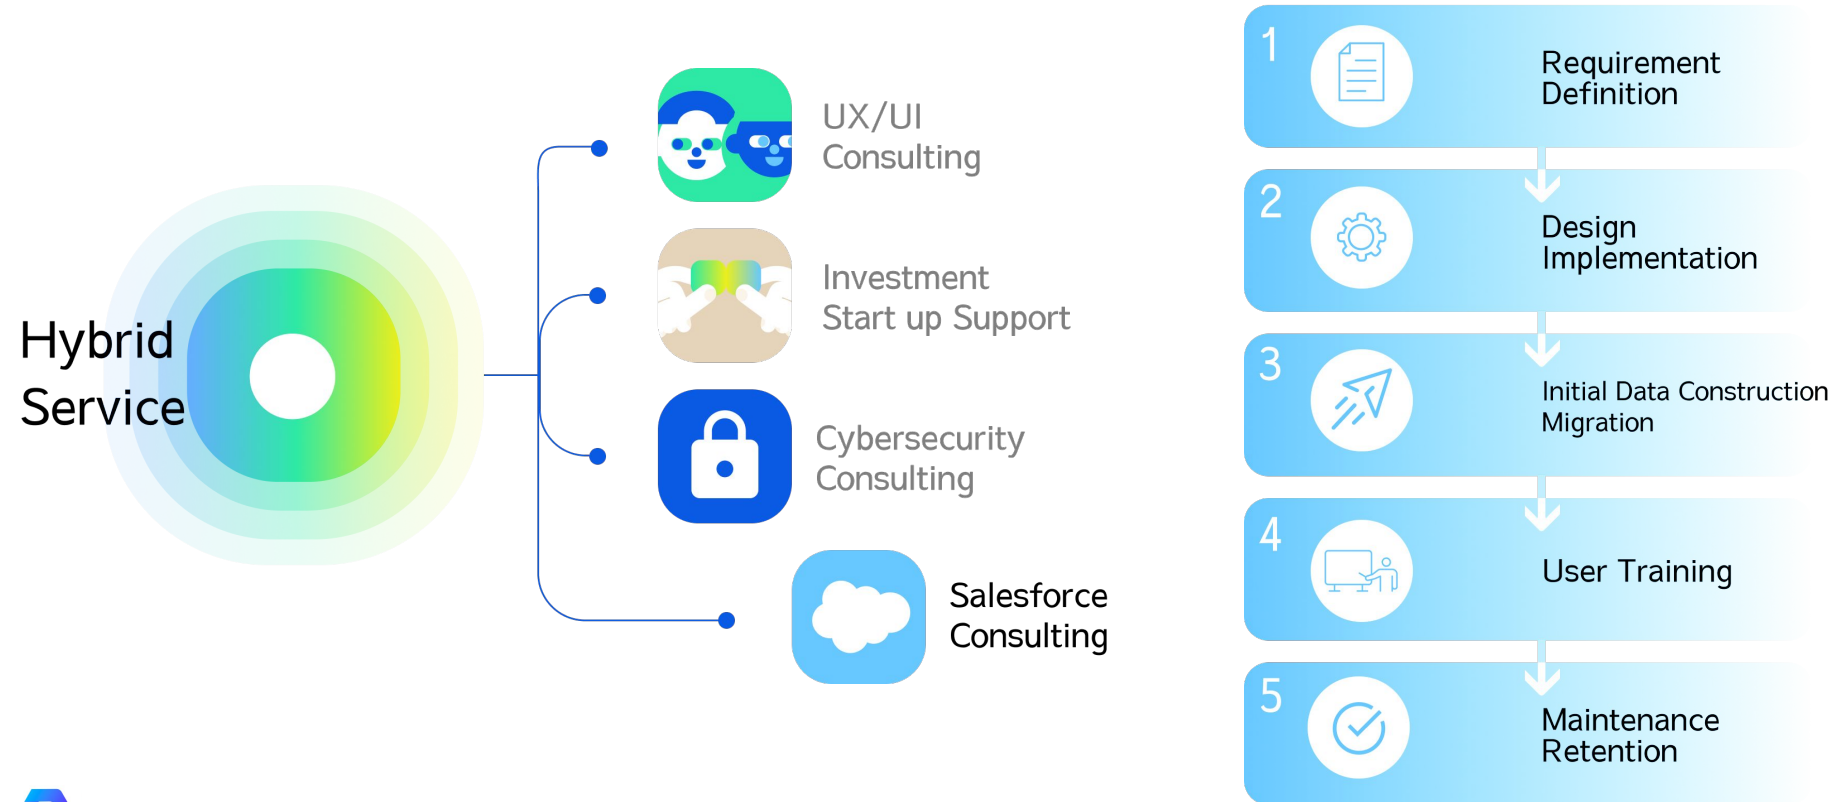 Hybrid
Service
UX/UI
Consulting
Investment
Start up Support
Cybersecurity
Consulting
Salesforce
Consulting
1
Requirement
Definition
2
Design
Implementation
3
Initial Data Construction
Migration
4
User Training
5
Maintenance
Retention